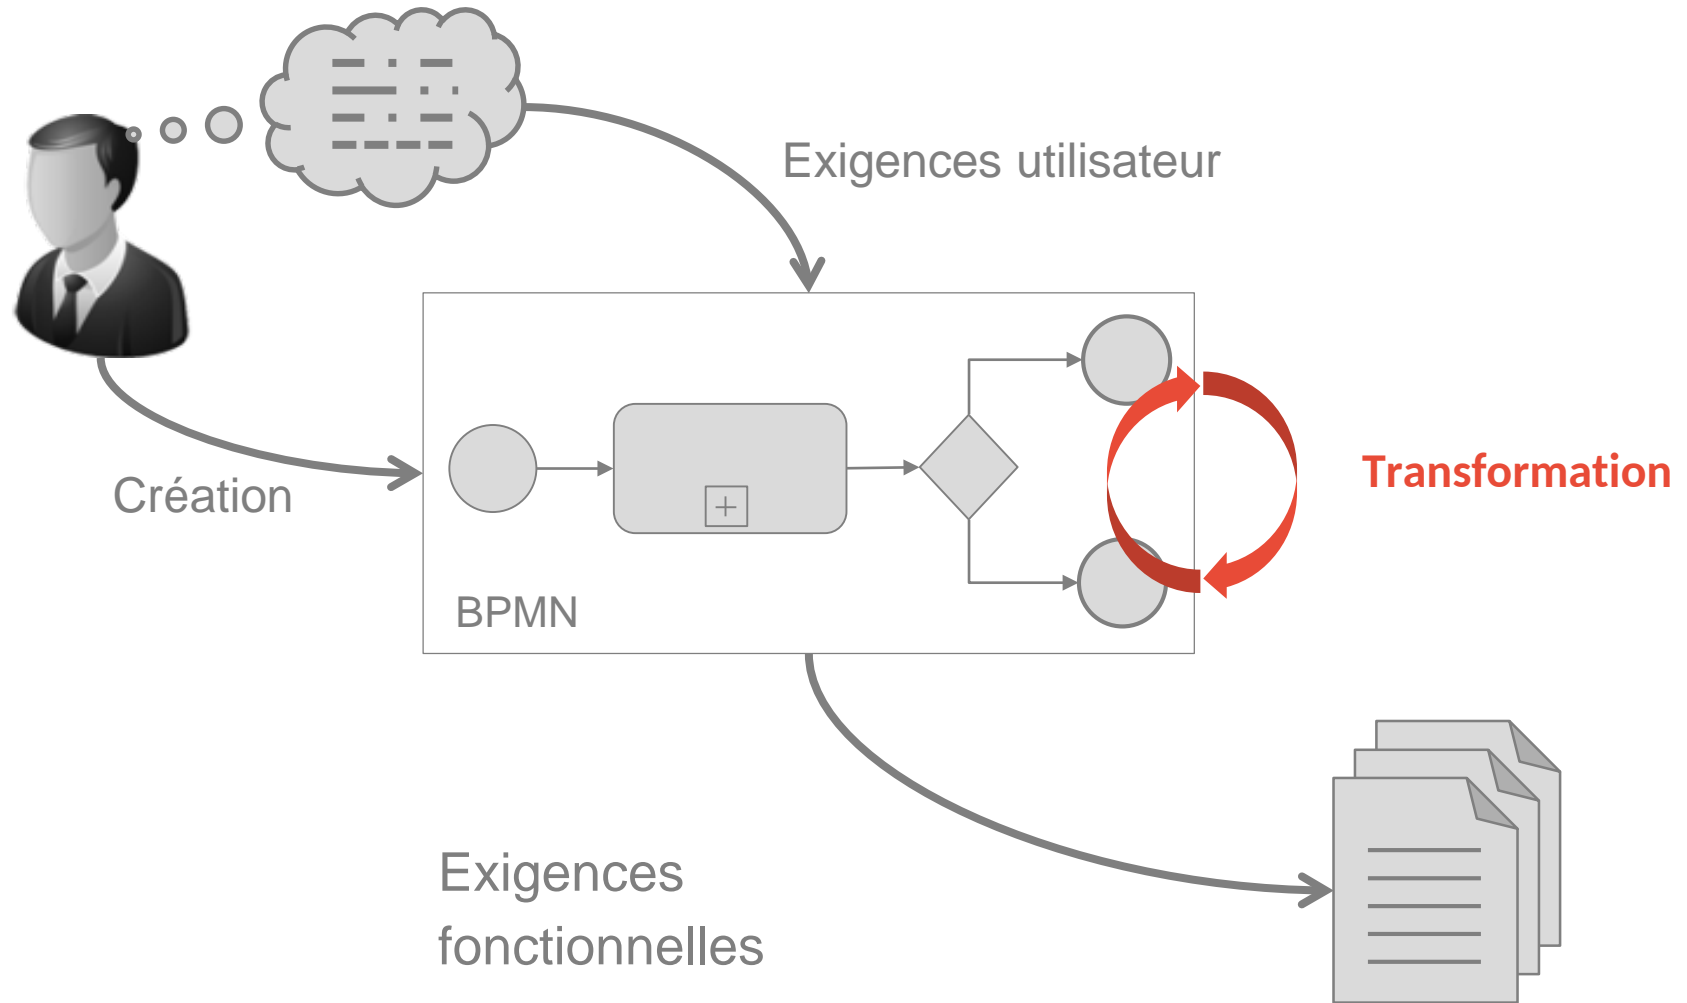 Exigences utilisateur
Création
Transformation
BPMN
Exigences
fonctionnelles